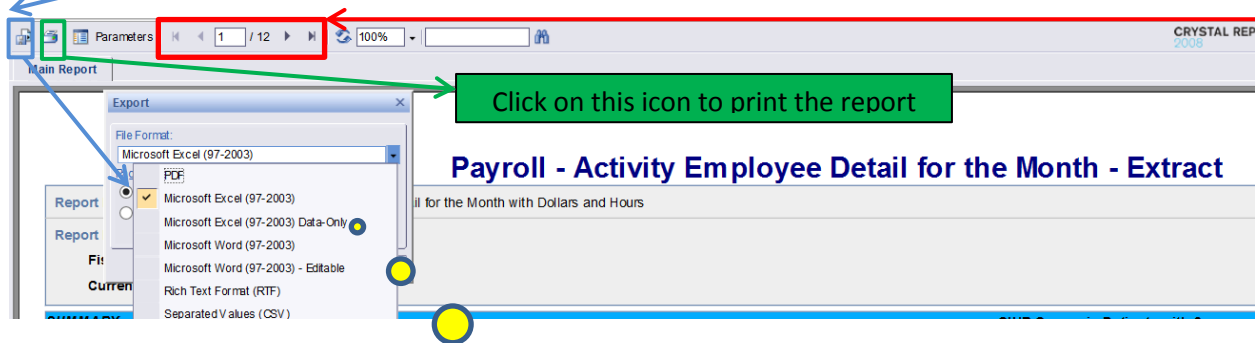 Parameters 1 / 12 100% CRYSTAL REP
2008
Main Report
Click on this icon to print the report
Export
File Format:
Microsoft Excel (97-2003)
Payroll - Activity Employee Detail for the Month - Extract
PDF
Microsoft Excel (97-2003)
Report il for the Month with Dollars and Hours
Microsoft Excel (97-2003) Data-Only
Report
Microsoft Word (97-2003)
Fis
Microsoft Word (97-2003) - Editable
Curren
Rich Text Format (RTF)
Separated Values (CSV)